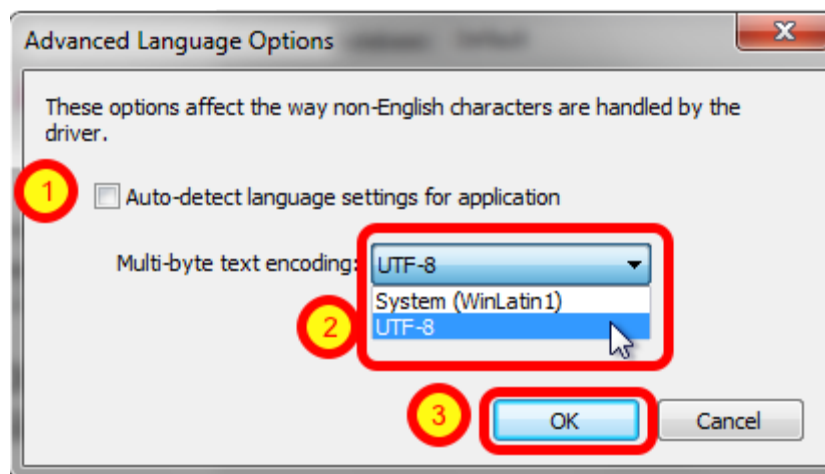 Advanced Language Options
These options affect the way non-English characters are handled by the
driver.
1
Auto-detect language settings for application
Multi-byte text encoding: UTF-8
System (WinLatin1)
2
UTF-8
3
OK
Cancel